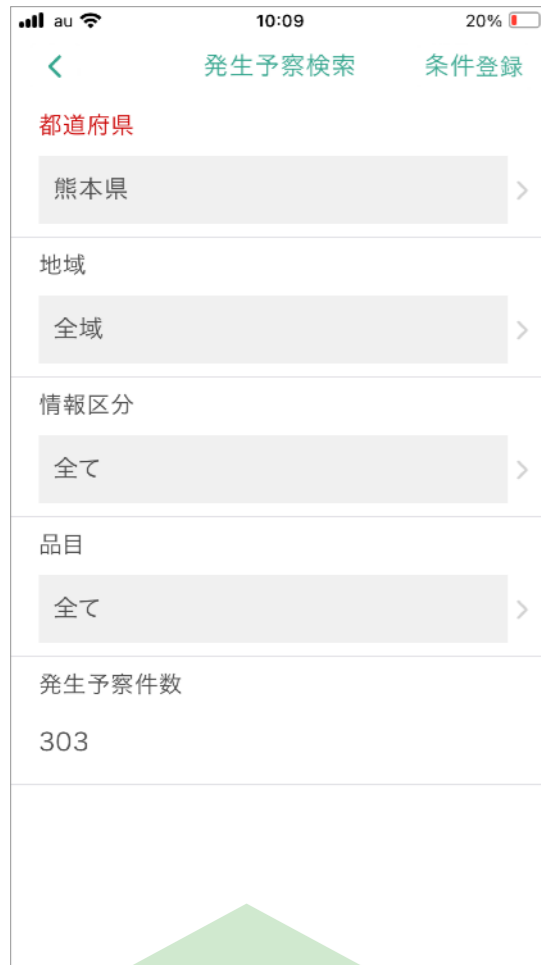 au 10:09 20%
発生予察検索 条件登録
都道府県
熊本県
地域
全域
情報区分
全て
品目
全て
発生予察件数
303